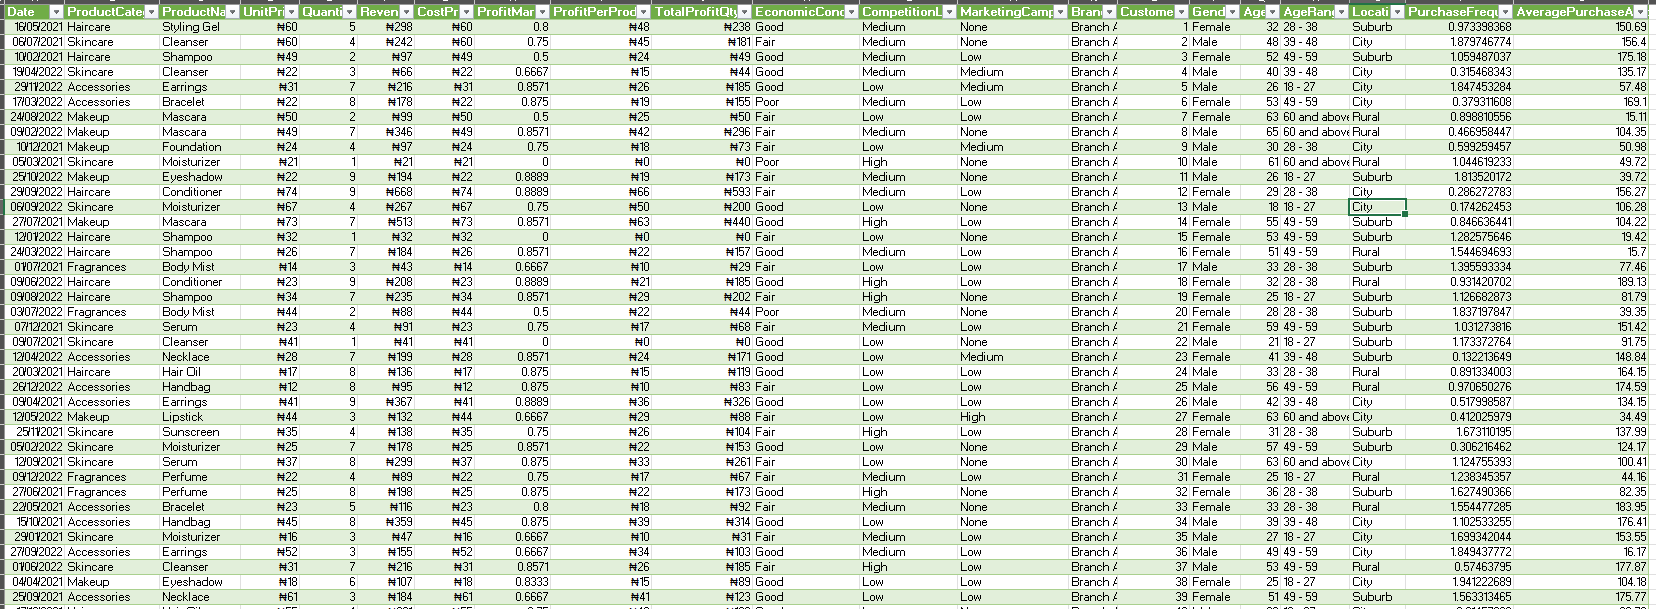 Date ProductCate ProductNa UnitPri Quanti Reven CostPr ProfitMar ProfitPerProd TotalProfitQty EconomicCond CompetitionL MarketingCamp Bran Custome Gend Age AgeRan Locati PurchaseFrequ AveragePurchaseA
16/05/2021 Haircare Styling Gel ₦60 5 ₦298 ₦60 0.8 ₦48 ₦238 Good Medium None Branch A 1 Female 32 28 - 38 Suburb 0.973398368 150.69
06/07/2021 Skincare Cleanser ₦60 4 ₦242 ₦60 0.75 ₦45 ₦181 Fair Medium None Branch A 2 Male 48 39 - 48 City 1.879746774 156.4
10/02/2021 Haircare Shampoo ₦49 2 ₦97 ₦49 0.5 ₦24 ₦49 Good Medium Low Branch A 3 Female 52 49 - 59 Suburb 1.059487037 175.18
19/04/2022 Skincare Cleanser ₦22 3 ₦66 ₦22 0.6667 ₦15 ₦44 Good Medium Medium Branch A 4 Male 40 39 - 48 City 0.315468343 135.17
29/11/2022 Accessories Earrings ₦31 7 ₦216 ₦31 0.8571 ₦26 ₦185 Good Low Medium Branch A 5 Male 26 18 - 27 City 1.847453284 57.48
17/03/2022 Accessories Bracelet ₦22 8 ₦178 ₦22 0.875 ₦19 ₦155 Poor Medium Low Branch A 6 Female 53 49 - 59 City 0.379311608 169.1
24/08/2022 Makeup Mascara ₦50 2 ₦99 ₦50 0.5 ₦25 ₦50 Fair Low Low Branch A 7 Female 63 60 and above Rural 0.898810556 15.11
09/02/2022 Makeup Mascara ₦49 7 ₦346 ₦49 0.8571 ₦42 ₦296 Fair Medium None Branch A 8 Male 65 60 and above Rural 0.466958447 104.35
10/12/2021 Makeup Foundation ₦24 4 ₦97 ₦24 0.75 ₦18 ₦73 Fair Low Medium Branch A 9 Male 30 28 - 38 City 0.599259457 50.98
05/03/2021 Skincare Moisturizer ₦21 1 ₦21 ₦21 0 ₦0 ₦0 Poor High None Branch A 10 Male 61 60 and above Rural 1.044619233 49.72
25/10/2022 Makeup Eyeshadow ₦22 9 ₦194 ₦22 0.8889 ₦19 ₦173 Fair Medium None Branch A 11 Male 26 18 - 27 Suburb 1.813520172 39.72
29/09/2022 Haircare Conditioner ₦74 9 ₦668 ₦74 0.8889 ₦66 ₦593 Fair Medium Low Branch A 12 Female 29 28 - 38 City 0.286272783 156.27
06/09/2022 Skincare Moisturizer ₦67 4 ₦267 ₦67 0.75 ₦50 ₦200 Good Low None Branch A 13 Male 18 18 - 27 City 0.174262453 106.28
27/07/2021 Makeup Mascara ₦73 7 ₦513 ₦73 0.8571 ₦63 ₦440 Good High Low Branch A 14 Female 55 49 - 59 Suburb 0.846636441 104.22
12/01/2022 Haircare Shampoo ₦32 1 ₦32 ₦32 0 ₦0 ₦0 Fair Low None Branch A 15 Female 53 49 - 59 Suburb 1.282575646 19.42
24/03/2022 Haircare Shampoo ₦26 7 ₦184 ₦26 0.8571 ₦22 ₦157 Good Medium Low Branch A 16 Female 51 49 - 59 Rural 1.544694693 15.7
01/07/2021 Fragrances Body Mist ₦14 3 ₦43 ₦14 0.6667 ₦10 ₦29 Fair Low Low Branch A 17 Male 33 28 - 38 Suburb 1.395593334 77.46
09/06/2022 Haircare Conditioner ₦23 9 ₦208 ₦23 0.8889 ₦21 ₦185 Good High Low Branch A 18 Female 32 28 - 38 Rural 0.931420702 189.13
09/08/2022 Haircare Shampoo ₦34 7 ₦235 ₦34 0.8571 ₦29 ₦202 Fair High None Branch A 19 Female 25 18 - 27 Suburb 1.126682873 81.79
03/07/2022 Fragrances Body Mist ₦44 2 ₦88 ₦44 0.5 ₦22 ₦44 Poor Medium None Branch A 20 Female 28 28 - 38 Suburb 1.837197847 39.35
07/12/2021 Skincare Serum ₦23 4 ₦91 ₦23 0.75 ₦17 ₦68 Fair Medium Low Branch A 21 Female 59 49 - 59 Suburb 1.031273816 151.42
09/07/2021 Skincare Cleanser ₦41 1 ₦41 ₦41 0 ₦0 ₦0 Good Low None Branch A 22 Male 21 18 - 27 Suburb 1.173372764 91.75
12/04/2022 Accessories Necklace ₦28 7 ₦199 ₦28 0.8571 ₦24 ₦171 Good Low Medium Branch A 23 Female 41 39 - 48 Suburb 0.132213649 148.84
20/03/2021 Haircare Hair Oil ₦17 8 ₦136 ₦17 0.875 ₦15 ₦119 Good Low Low Branch A 24 Male 33 28 - 38 Rural 0.891334003 164.15
26/12/2022 Accessories Handbag ₦12 8 ₦95 ₦12 0.875 ₦10 ₦83 Fair Low Low Branch A 25 Male 56 49 - 59 Rural 0.970650276 174.59
09/04/2021 Accessories Earrings ₦41 9 ₦367 ₦41 0.8889 ₦36 ₦326 Good Low Low Branch A 26 Male 42 39 - 48 City 0.517998587 134.15
12/05/2022 Makeup Lipstick ₦44 3 ₦132 ₦44 0.6667 ₦29 ₦88 Fair Low High Branch A 27 Female 63 60 and above City 0.412025979 34.49
25/11/2021 Skincare Sunscreen ₦35 4 ₦138 ₦35 0.75 ₦26 ₦104 Fair High Low Branch A 28 Female 31 28 - 38 Suburb 1.673110195 137.99
05/02/2022 Skincare Moisturizer ₦25 7 ₦178 ₦25 0.8571 ₦22 ₦153 Good Low None Branch A 29 Male 57 49 - 59 Suburb 0.306216462 124.17
12/09/2021 Skincare Serum ₦37 8 ₦299 ₦37 0.875 ₦33 ₦261 Fair Low None Branch A 30 Male 63 60 and above City 1.124755393 100.41
09/12/2022 Fragrances Perfume ₦22 4 ₦89 ₦22 0.75 ₦17 ₦67 Fair Medium Low Branch A 31 Female 25 18 - 27 Rural 1.238345357 44.16
27/06/2021 Fragrances Perfume ₦25 8 ₦198 ₦25 0.875 ₦22 ₦173 Good High None Branch A 32 Female 36 28 - 38 Suburb 1.627490366 82.35
22/05/2021 Accessories Bracelet ₦23 5 ₦116 ₦23 0.8 ₦18 ₦92 Fair Medium None Branch A 33 Female 33 28 - 38 Rural 1.554477285 183.95
15/10/2021 Accessories Handbag ₦45 8 ₦359 ₦45 0.875 ₦39 ₦314 Good Low None Branch A 34 Male 39 39 - 48 City 1.102533255 176.41
29/01/2021 Skincare Moisturizer ₦16 3 ₦47 ₦16 0.6667 ₦10 ₦31 Fair Medium Low Branch A 35 Male 27 18 - 27 City 1.699342044 153.55
27/09/2022 Accessories Earrings ₦52 3 ₦155 ₦52 0.6667 ₦34 ₦103 Good Medium Low Branch A 36 Male 49 49 - 59 City 1.849437772 16.17
01/06/2022 Skincare Cleanser ₦31 7 ₦216 ₦31 0.8571 ₦26 ₦185 Fair High Low Branch A 37 Male 53 49 - 59 Rural 0.57463795 177.87
04/04/2021 Makeup Eyeshadow ₦18 6 ₦107 ₦18 0.8333 ₦15 ₦89 Good Low Low Branch A 38 Female 25 18 - 27 City 1.941222689 104.18
25/09/2021 Accessories Necklace ₦61 3 ₦184 ₦61 0.6667 ₦41 ₦123 Good Low Low Branch A 39 Female 51 49 - 59 Suburb 1.563313465 175.77